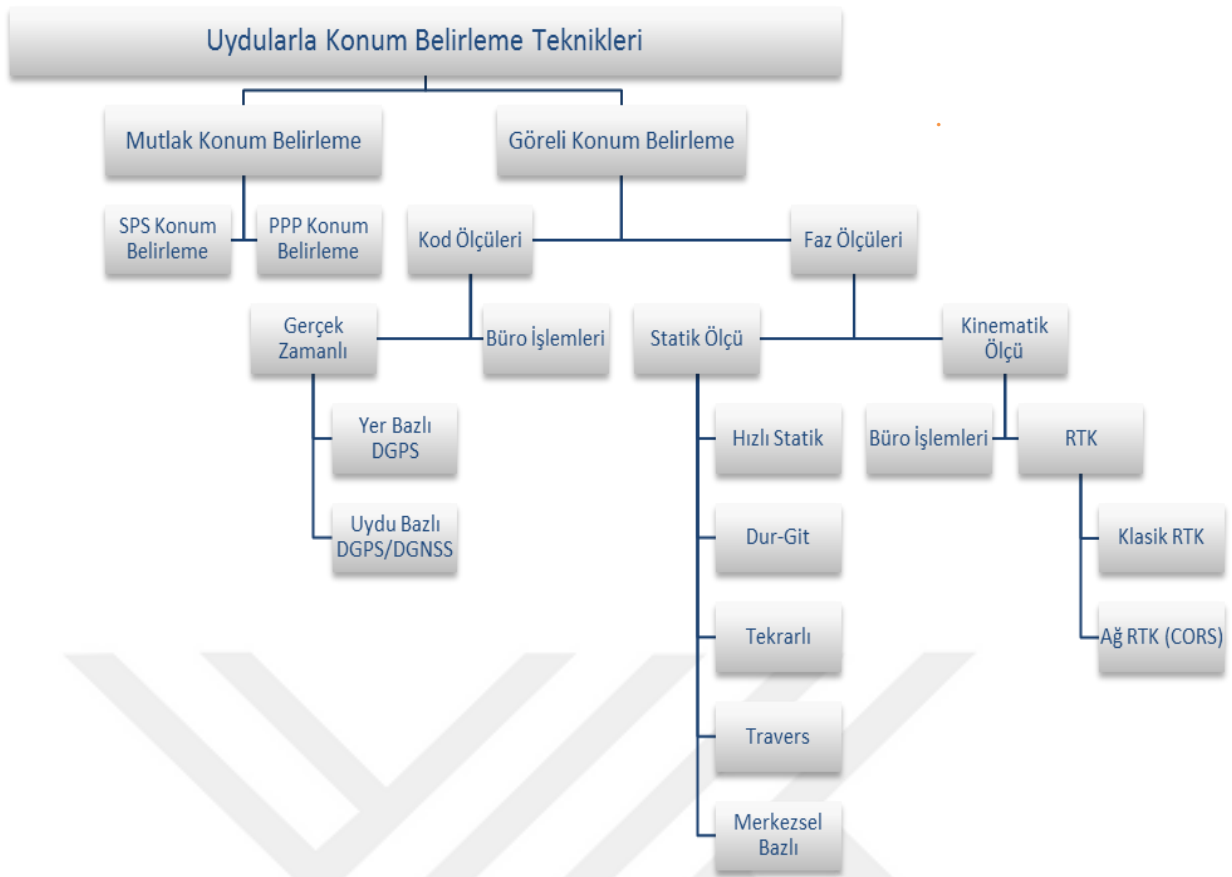 Uydularla Konum Belirleme Teknikleri
Mutlak Konum Belirleme
Göreli Konum Belirleme
SPS Konum
Belirleme
PPP Konum
Belirleme
Kod Ölçüleri
Faz Ölçüleri
Gerçek
Zamanlı
Büro İşlemleri
Statik Ölçü
Kinematik
Ölçü
Yer Bazlı
DGPS
Uydu Bazlı
DGPS/DGNSS
Hızlı Statik
Dur-Git
Tekrarlı
Travers
Merkezsel
Bazlı
Büro İşlemleri
RTK
Klasik RTK
Ağ RTK (CORS)